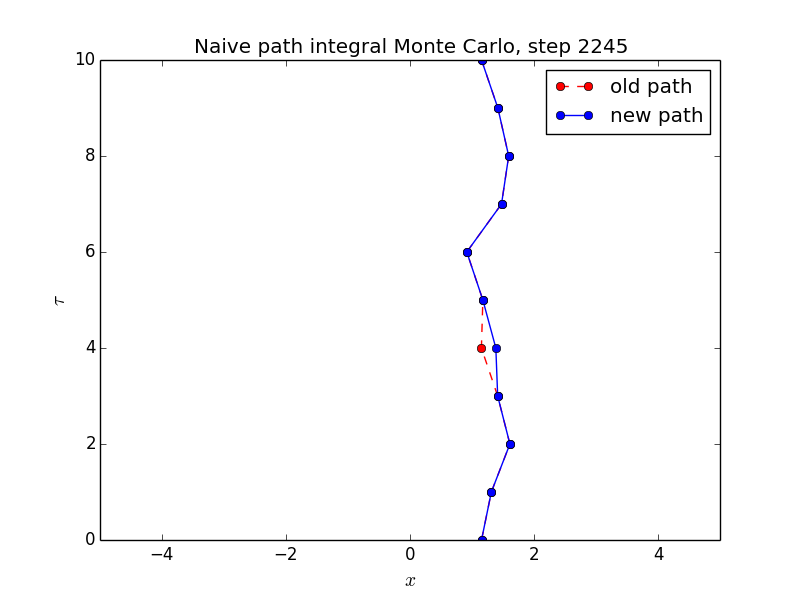 Naive path integral Monte Carlo, step 2245
10
old path
new path
8
6
τ
4
2
0
−4 −2 0 2 4
x